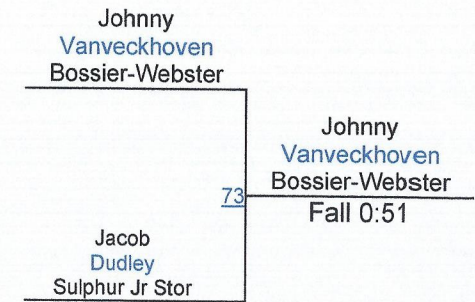 Johnny
Vanveckhoven
Bossier-Webster
Johnny
Vanveckhoven
Bossier-Webster
73
Fall 0:51
Jacob
Dudley
Sulphur Jr Stor